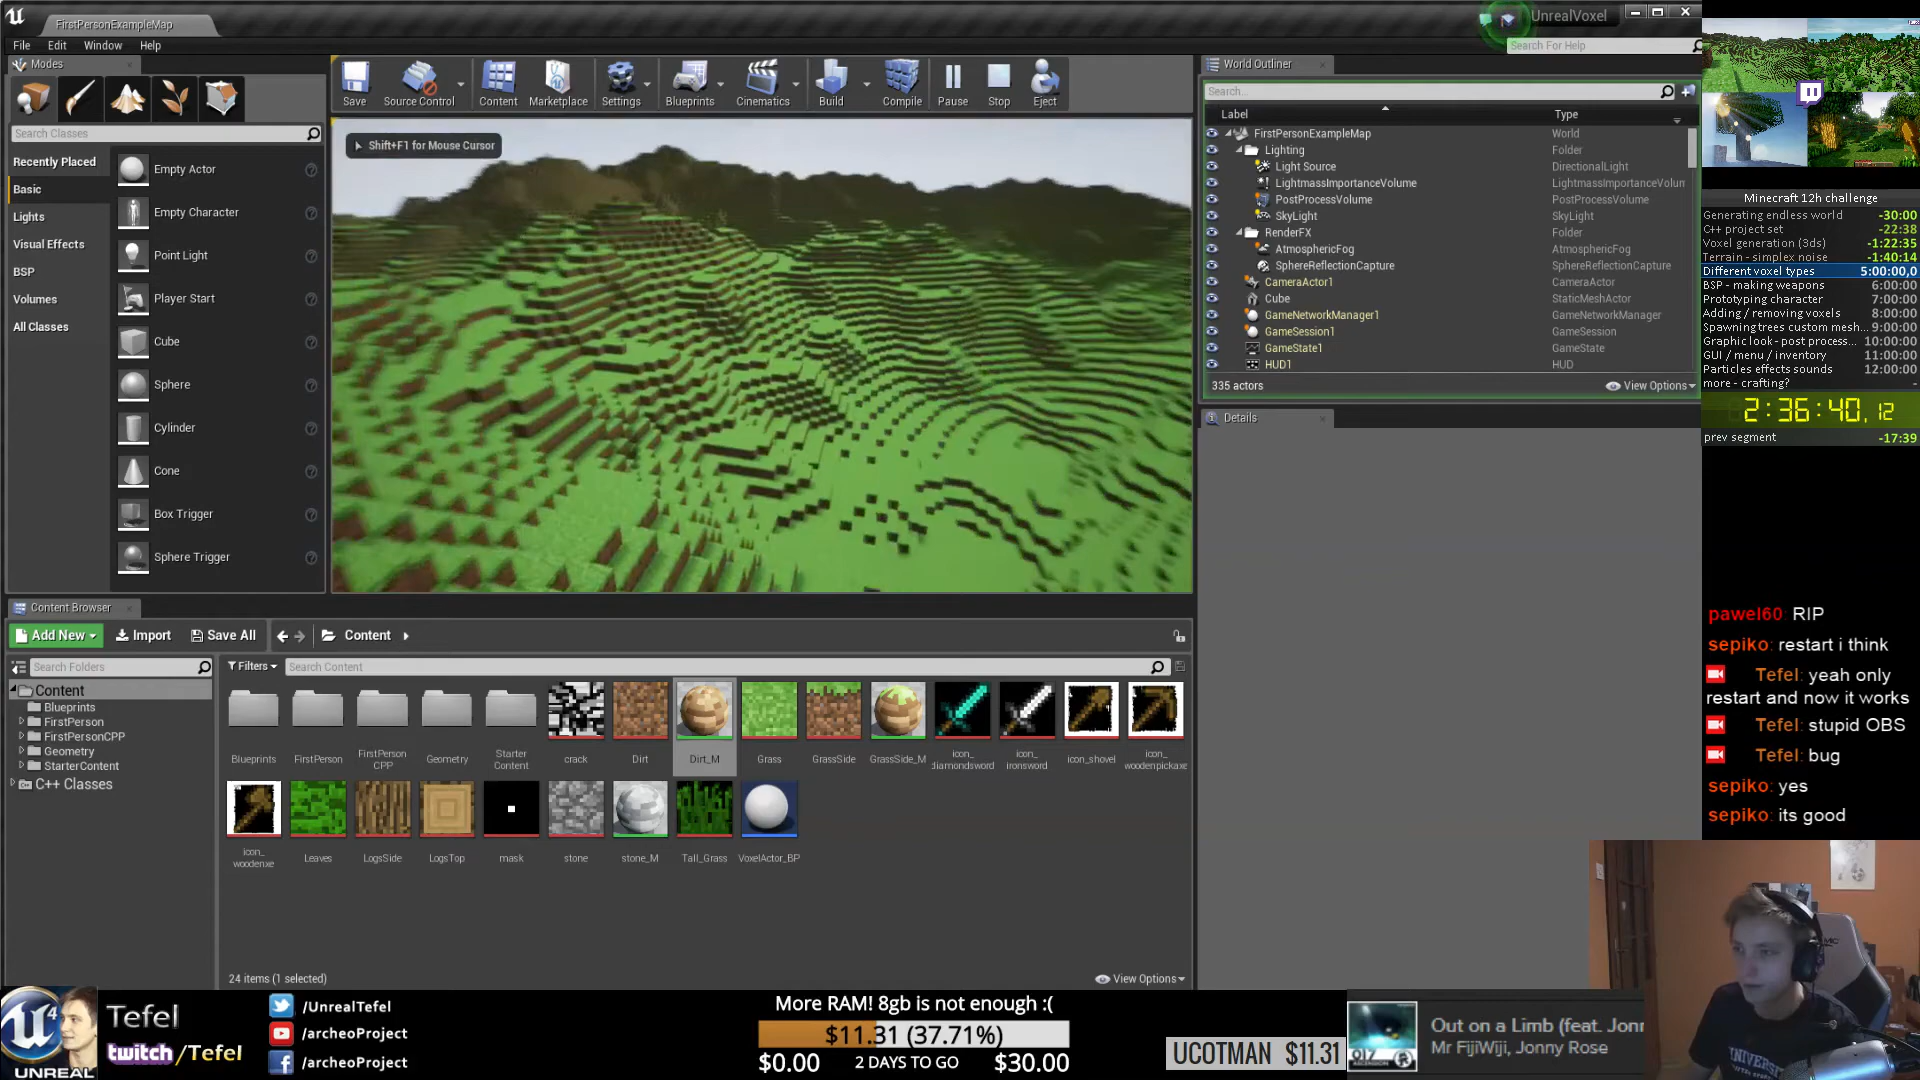 FirstPersonExampleMap
UnrealVoxel
File Edit Window Help
Search For Help
Modes
Search Classes
Recently Placed
Basic
Lights
Visual Effects
BSP
Volumes
All Classes
Empty Actor
Empty Character
Point Light
Player Start
Cube
Sphere
Cylinder
Cone
Box Trigger
Sphere Trigger
Save Source Control Content Marketplace Settings Blueprints Cinematics Build Compile Pause Stop Eject
Shift+F1 for Mouse Cursor
World Outliner
Search...
Label Type
FirstPersonExampleMap World
Lighting Folder
Light Source DirectionalLight
LightmassImportanceVolume LightmassImportanceVolum
PostProcessVolume PostProcessVolume
SkyLight SkyLight
RenderFX Folder
AtmosphericFog AtmosphericFog
SphereReflectionCapture SphereReflectionCapture
CameraActor1 CameraActor
Cube StaticMeshActor
GameNetworkManager1 GameNetworkManager
GameSession1 GameSession
GameState1 GameState
HUD1 HUD
335 actors View Options
Details
Content Browser
Add New Import Save All Content
Search Folders
Content
Blueprints
FirstPerson
FirstPersonCPP
Geometry
StarterContent
C++ Classes
Filters Search Content
Blueprints FirstPerson FirstPerson CPP Geometry Starter Content crack Dirt Dirt_M Grass GrassSide GrassSide_M icon_diamondsword icon_ironsword icon_shovel icon_woodenpickaxe
icon_woodenxe Leaves LogsSide LogsTop mask stone stone_M Tall_Grass VoxelActor_BP
24 items (1 selected) View Options
Minecraft 12h challenge
Generating endless world -30:00
C++ project set -22:38
Voxel generation (3ds) -1:22:35
Terrain - simplex noise -1:40:14
Different voxel types 5:00:00,0
BSP - making weapons 6:00:00
Prototyping character 7:00:00
Adding / removing voxels 8:00:00
Spawning trees custom mesh... 9:00:00
Graphic look - post process... 10:00:00
GUI / menu / inventory 11:00:00
Particles effects sounds 12:00:00
more - crafting? -
2:36:40,12
prev segment -17:39
pawel60: RIP
sepiko: restart i think
Tefel: yeah only
restart and now it works
Tefel: stupid OBS
Tefel: bug
sepiko: yes
sepiko: its good
UNREAL
Tefel
twitch/Tefel
/UnrealTefel
/archeoProject
/archeoProject
More RAM! 8gb is not enough :(
$11.31 (37.71%)
$0.00 2 DAYS TO GO $30.00
UCOTMAN $11.31
Out on a Limb (feat. Jonr
Mr FijiWiji, Jonny Rose